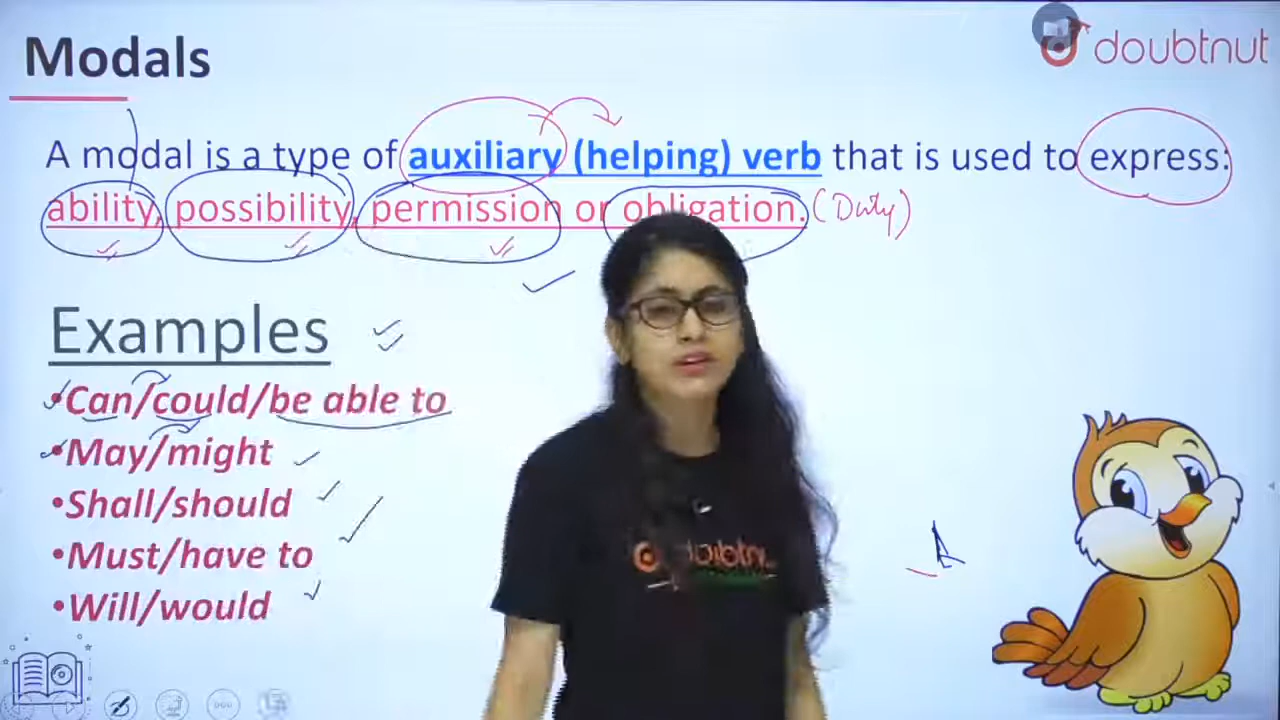 Modals
doubtnut
A modal is a type of auxiliary (helping) verb that is used to express:
ability, possibility, permission or obligation. (Duty)
Examples
•Can/could/be able to
•May/might
•Shall/should
•Must/have to
•Will/would
A